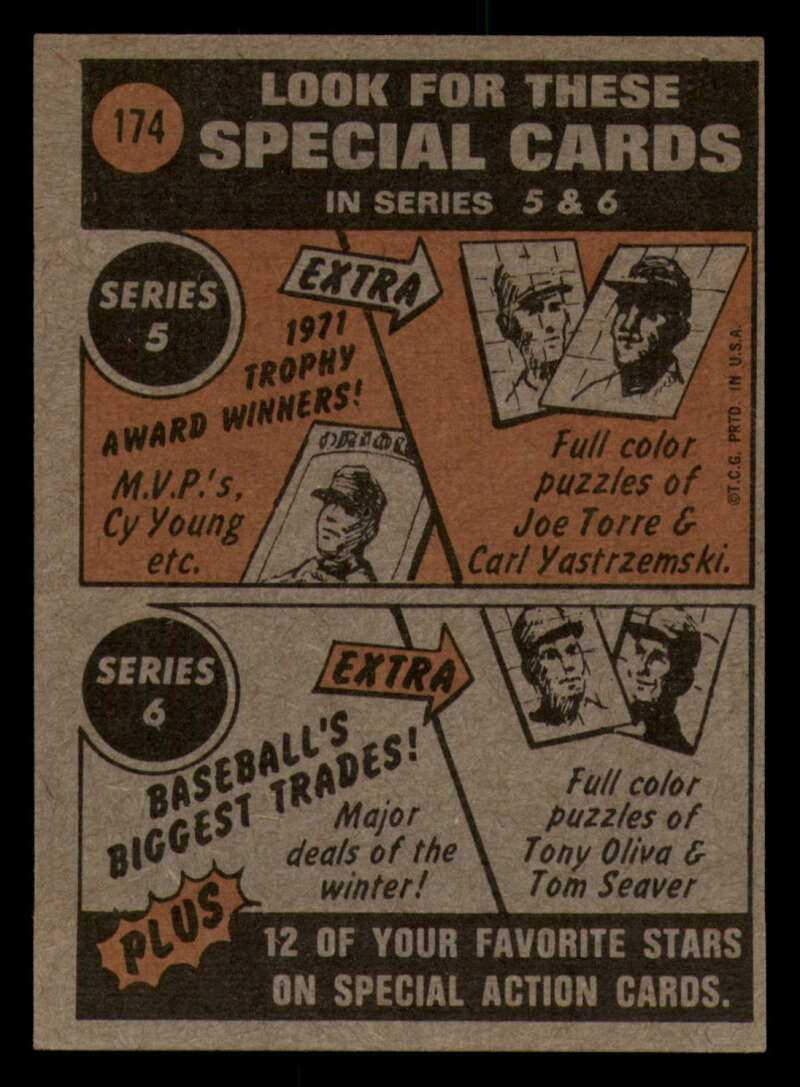 174
LOOK FOR THESE
SPECIAL CARDS
IN SERIES 5 & 6
SERIES
5
EXTRA
1971
TROPHY
AWARD WINNERS!
M.V.P.'s,
Cy Young
etc.
ORIOL
Full color
puzzles of
Joe Torre &
Carl Yastrzemski.
©T.C.G. PRTD. IN U.S.A.
SERIES
6
EXTRA
BASEBALL'S
BIGGEST TRADES!
Major
deals of the
winter!
Full color
puzzles of
Tony Oliva &
Tom Seaver
PLUS
12 OF YOUR FAVORITE STARS
ON SPECIAL ACTION CARDS.